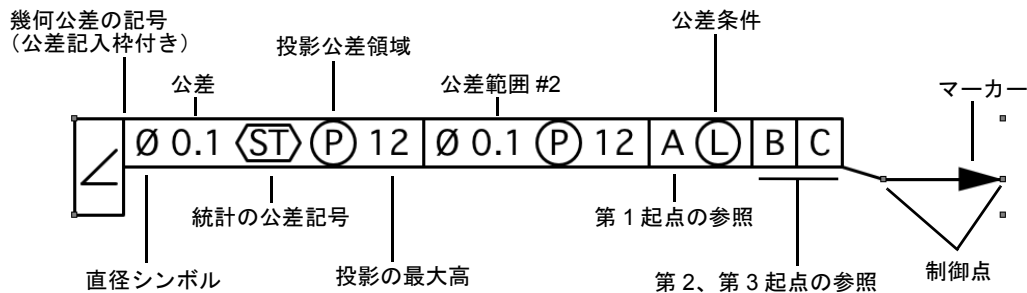 幾何公差の記号
（公差記入枠付き）
投影公差領域
公差条件
公差
公差範囲 #2
マーカー
Ø 0.1 ST P 12 Ø 0.1 P 12 A L B C
統計の公差記号
第 1 起点の参照
直径シンボル
投影の最大高
第 2、第 3 起点の参照
制御点